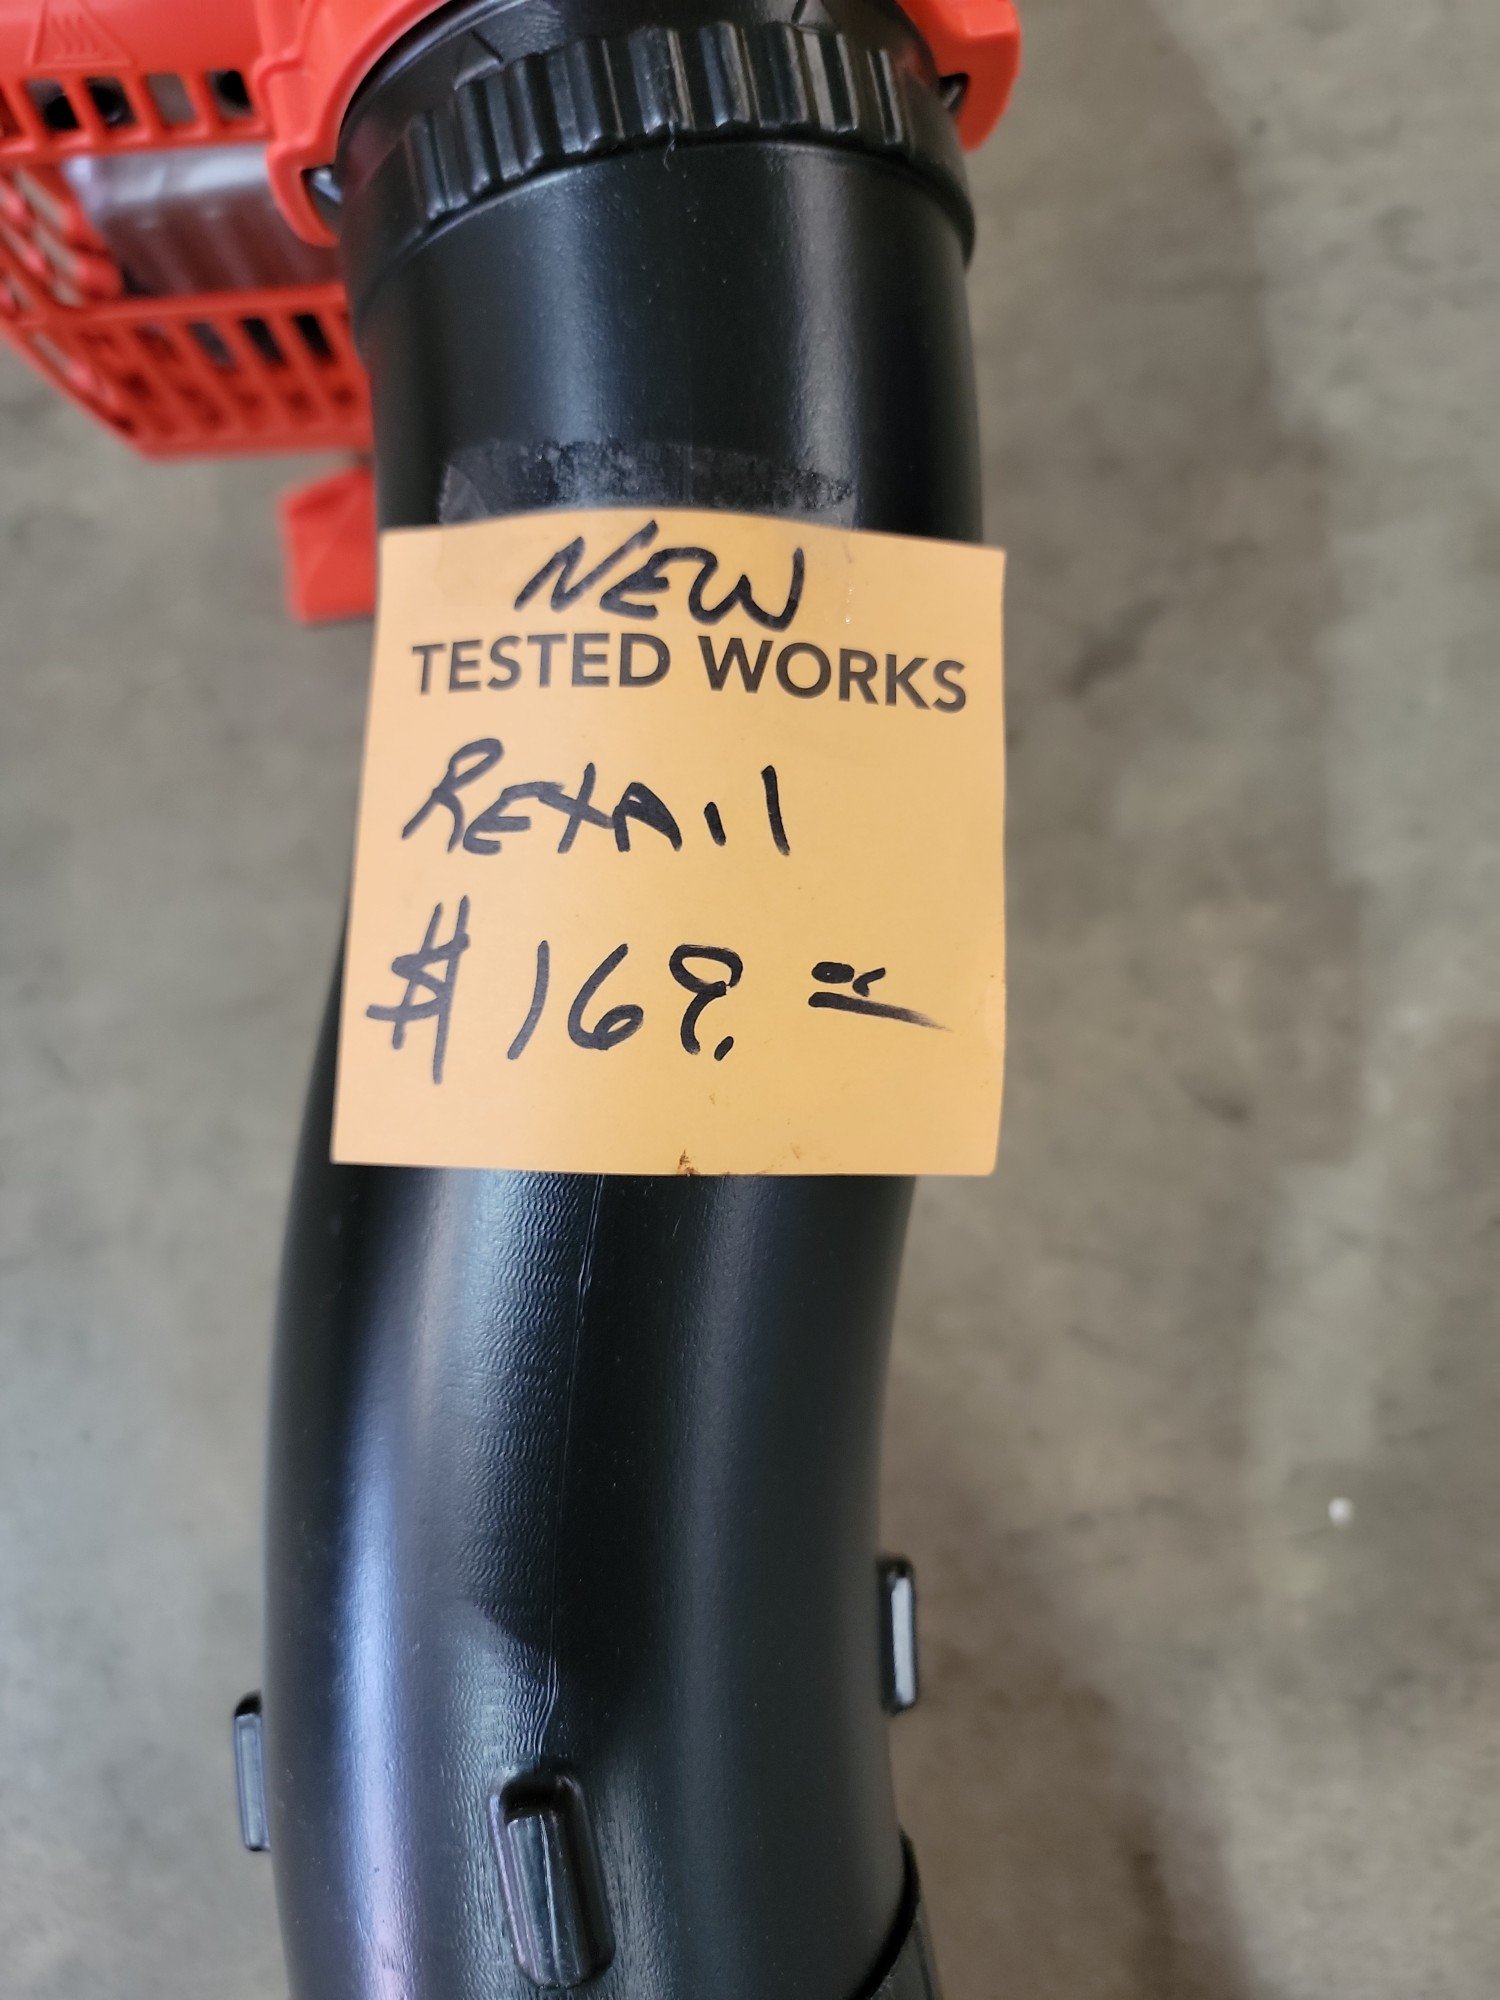 NEW
TESTED WORKS
RETAIL
$169.00